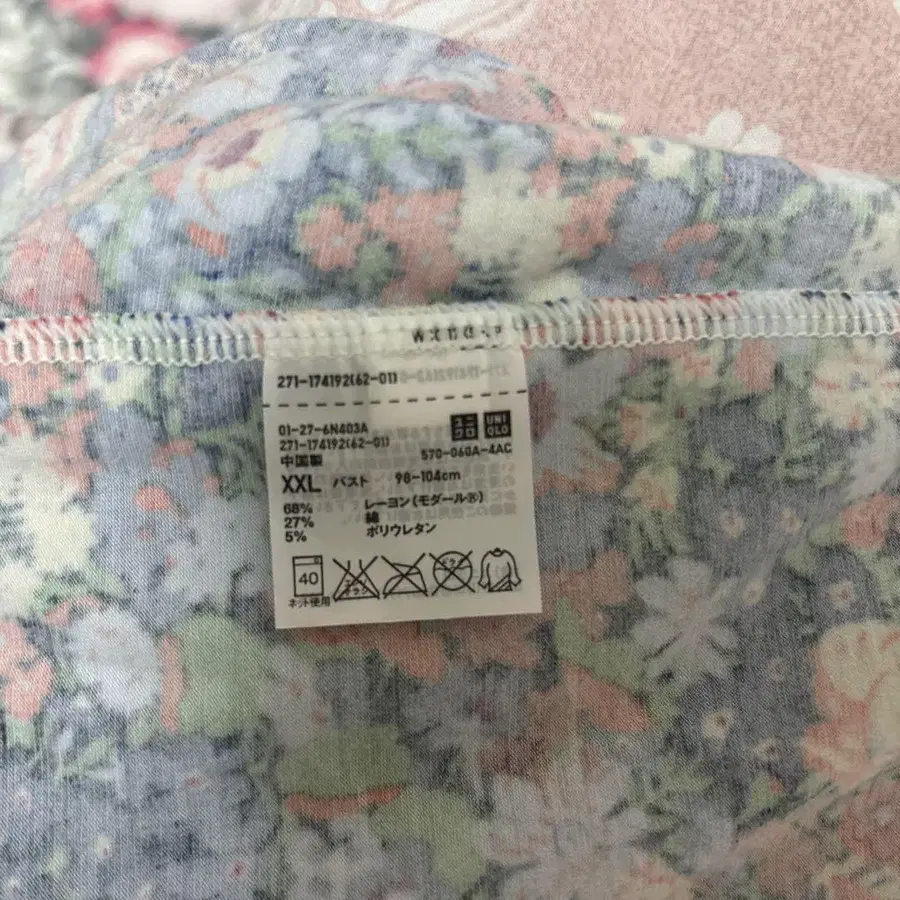 271-174192(62-01)
01-27-6N403A
ユニクロ UNIQLO
271-174192(62-01)
中国製
570-060A-4AC
XXL バスト 98-104cm
68% レーヨン(モダール®)
27% 綿
5% ポリウレタン
40
ネット使用